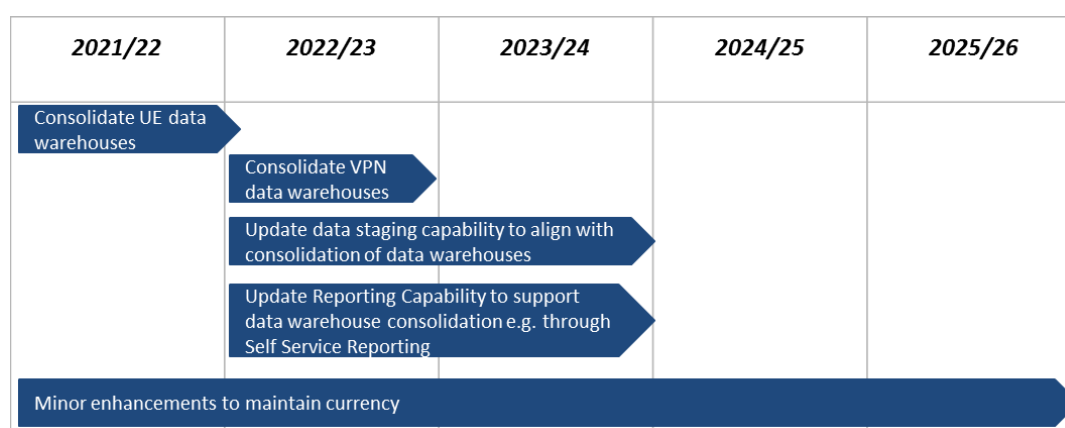 2021/22 2022/23 2023/24 2024/25 2025/26
Consolidate UE data
warehouses
Consolidate VPN
data warehouses
Update data staging capability to align with
consolidation of data warehouses
Update Reporting Capability to support
data warehouse consolidation e.g. through
Self Service Reporting
Minor enhancements to maintain currency